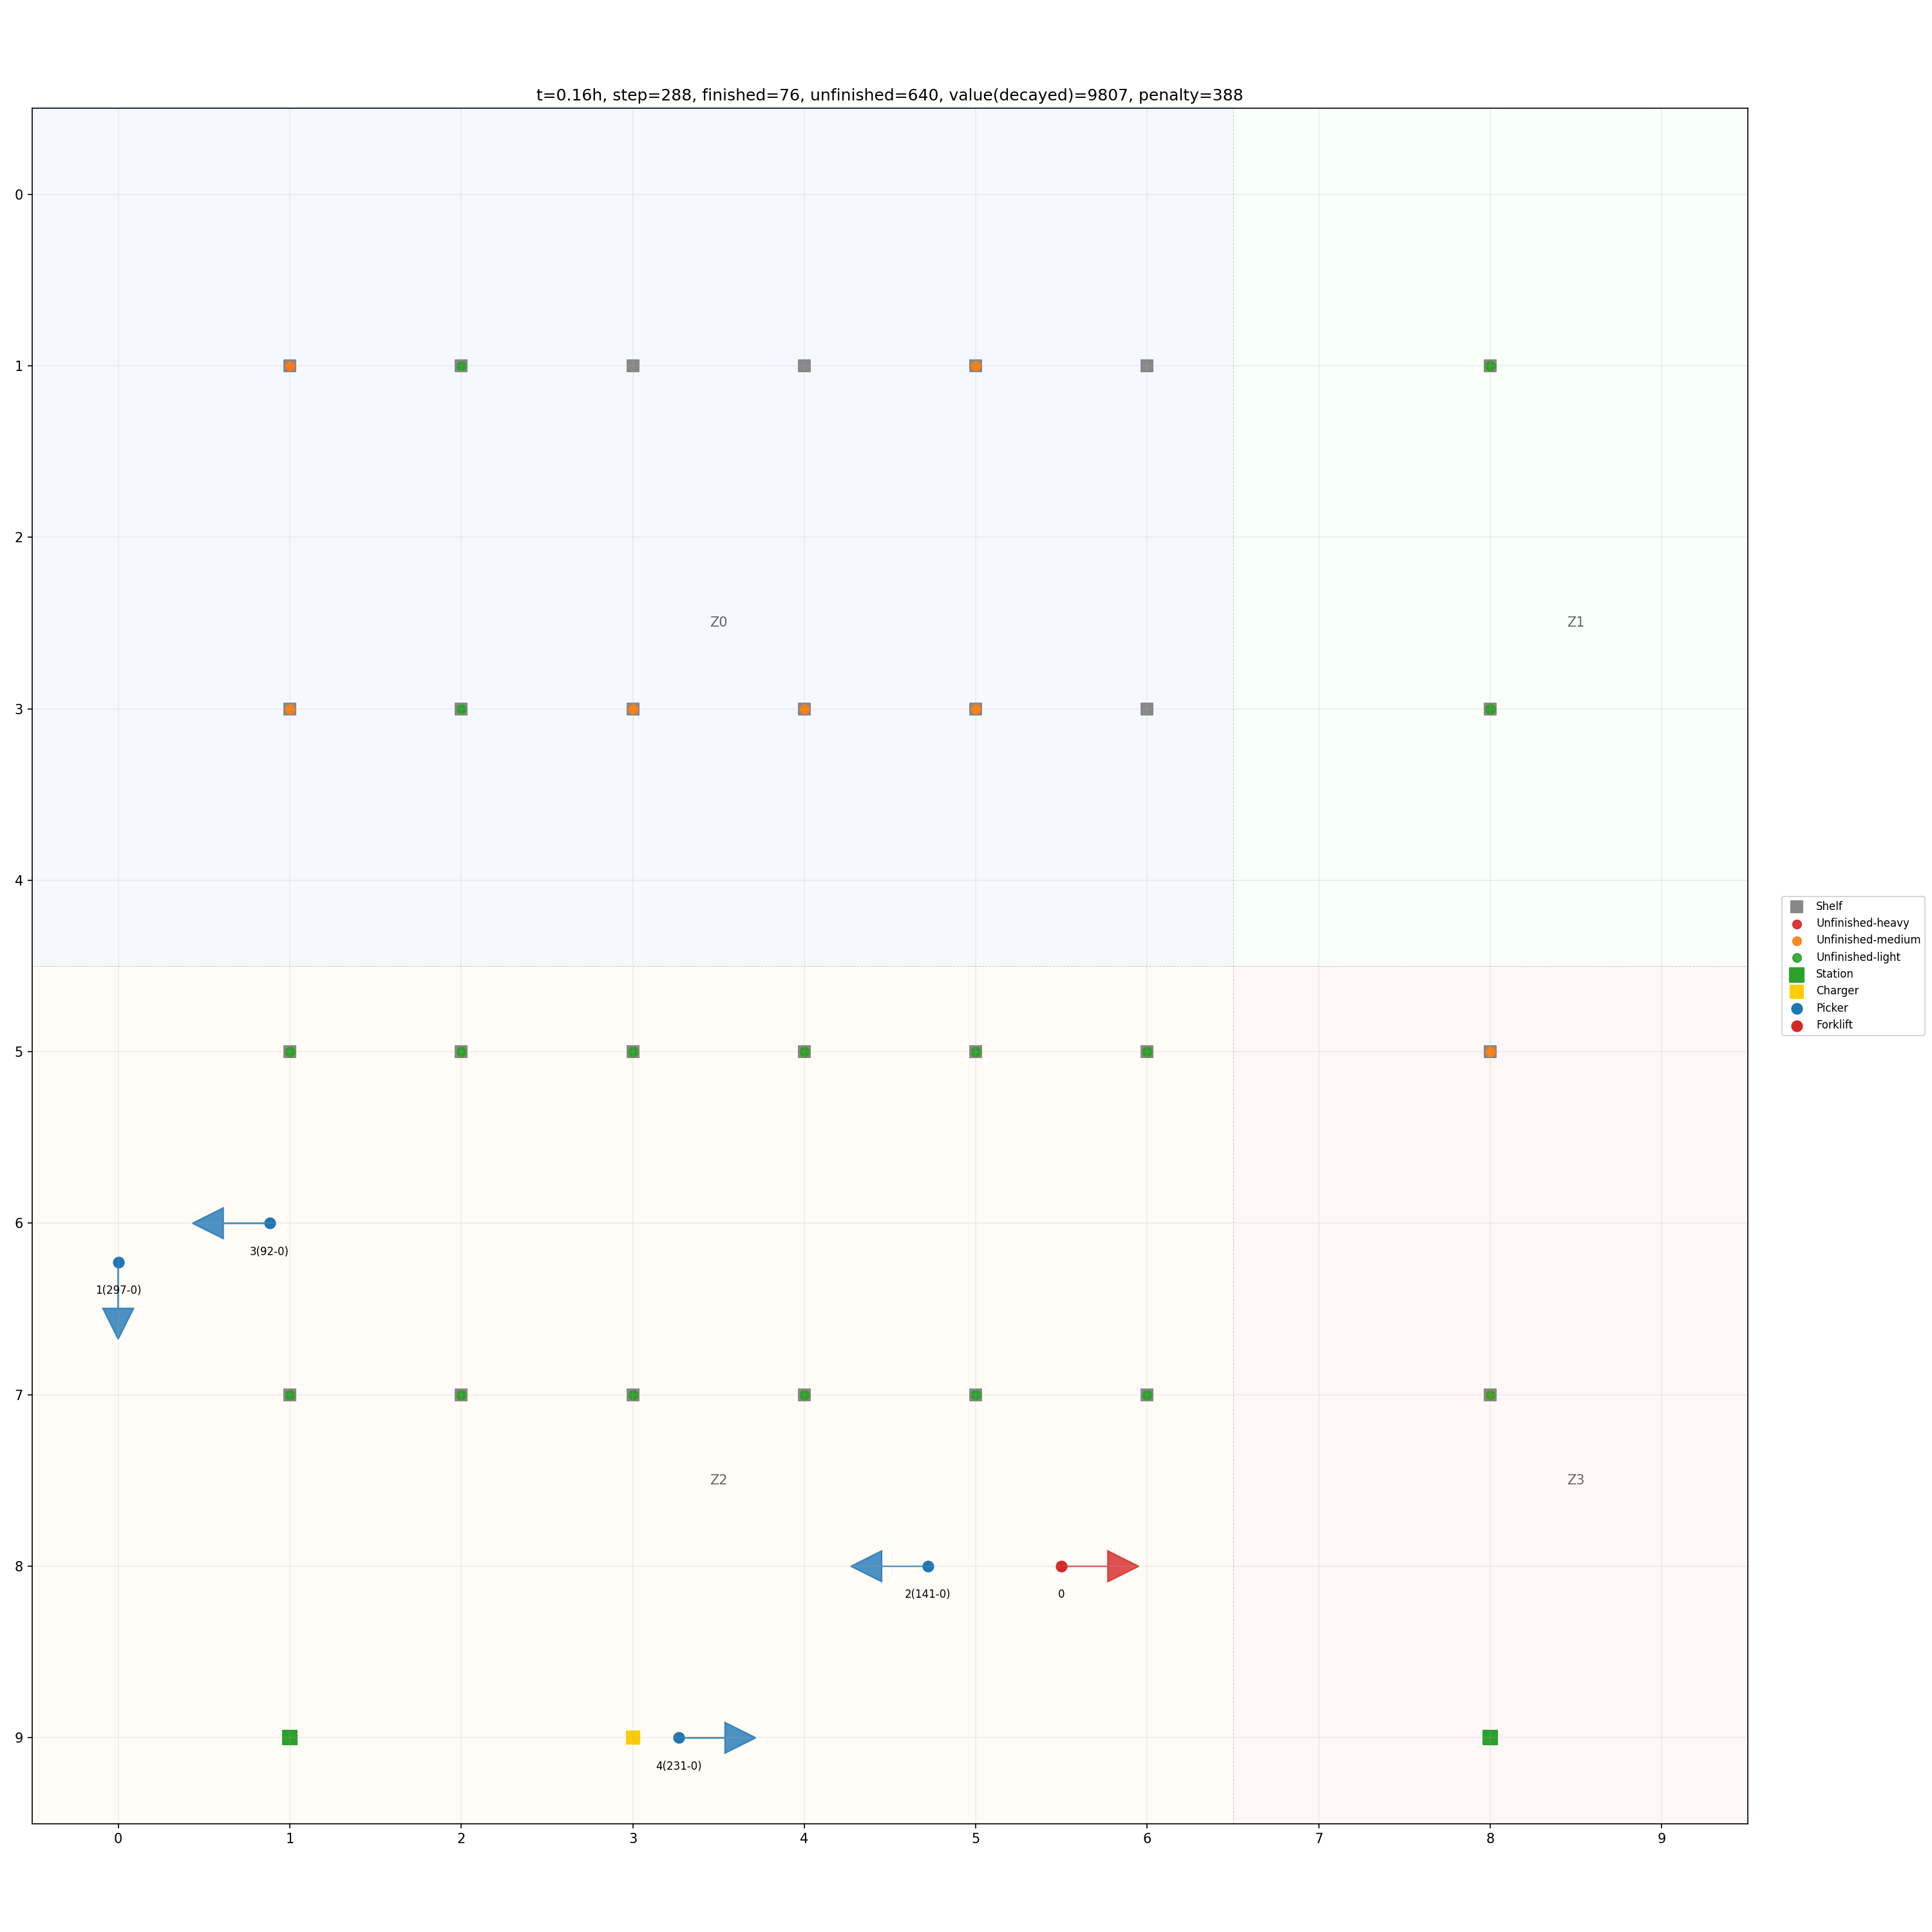 t=0.16h, step=288, finished=76, unfinished=640, value(decayed)=9807, penalty=388
0
1
2
Z0
Z1
3
4
Shelf
Unfinished-heavy
Unfinished-medium
Unfinished-light
Station
Charger
Picker
Forklift
5
6
3(92-0)
1(297-0)
7
Z2
Z3
8
2(141-0)
0
9
4(231-0)
0 1 2 3 4 5 6 7 8 9